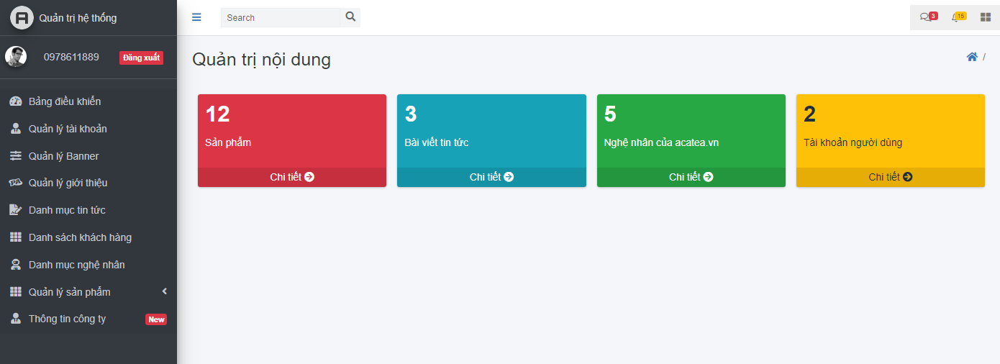 Quản trị hệ thống
0978611889 Đăng xuất
Bảng điều khiển
Quản lý tài khoản
Quản lý Banner
Quản lý giới thiệu
Danh mục tin tức
Danh sách khách hàng
Danh mục nghệ nhân
Quản lý sản phẩm
Thông tin công ty New
Search
3
15
Quản trị nội dung
/
12
Sản phẩm
Chi tiết
3
Bài viết tin tức
Chi tiết
5
Nghệ nhân của acatea.vn
Chi tiết
2
Tài khoản người dùng
Chi tiết